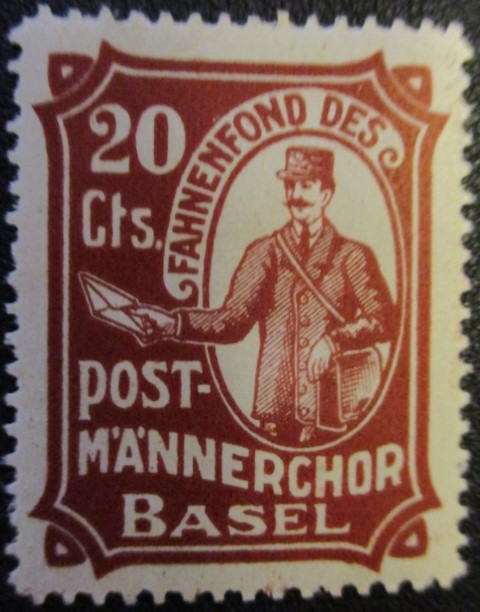 20
Cts.
FAHNENFOND DES
POST-
MÄNNERCHOR
BASEL